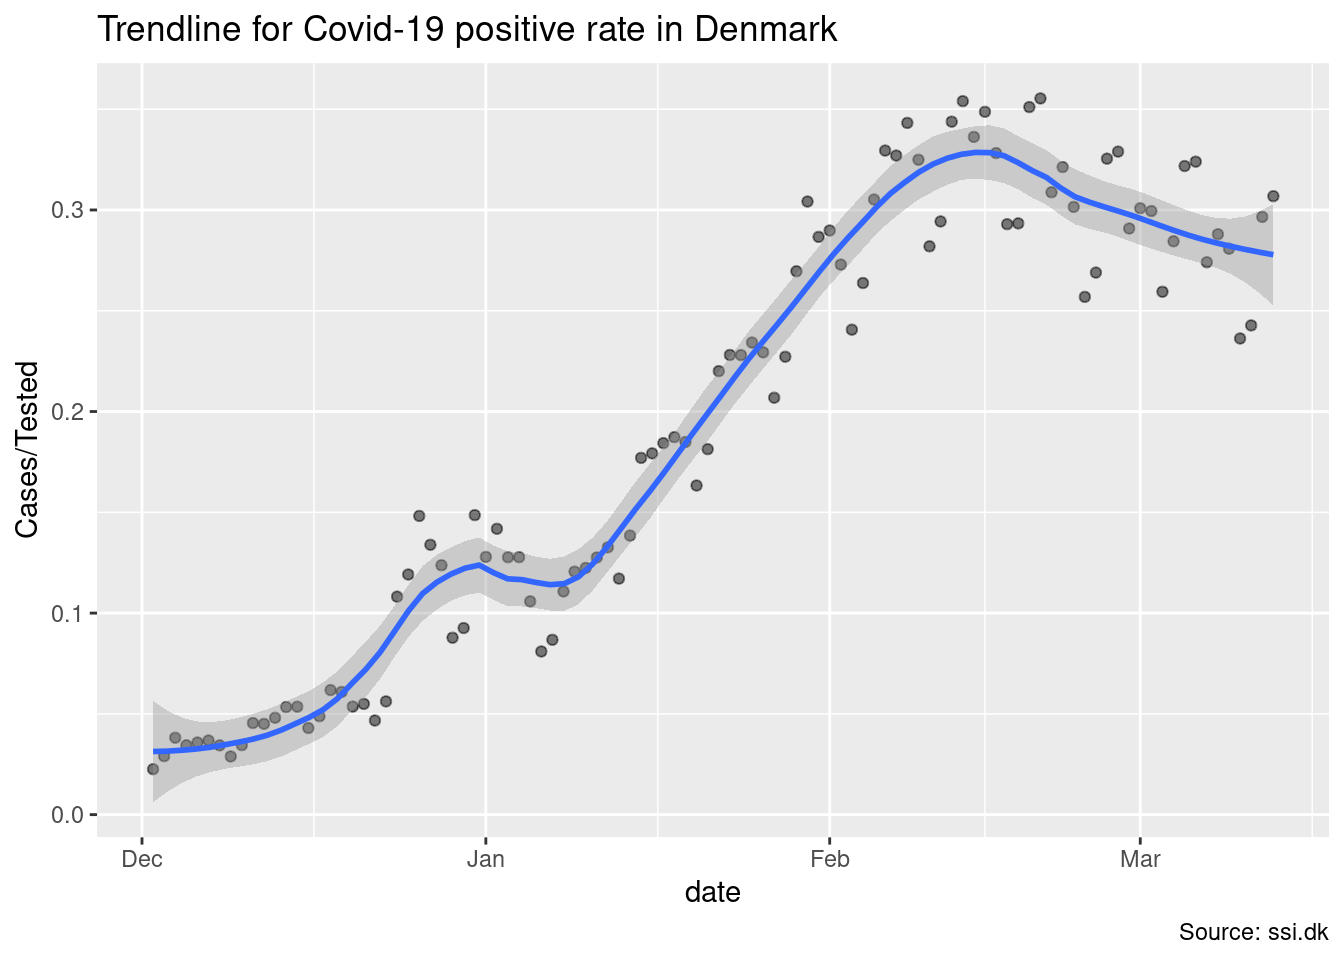 Trendline for Covid-19 positive rate in Denmark
Cases/Tested
0.3
0.2
0.1
0.0
Dec Jan Feb Mar
date
Source: ssi.dk